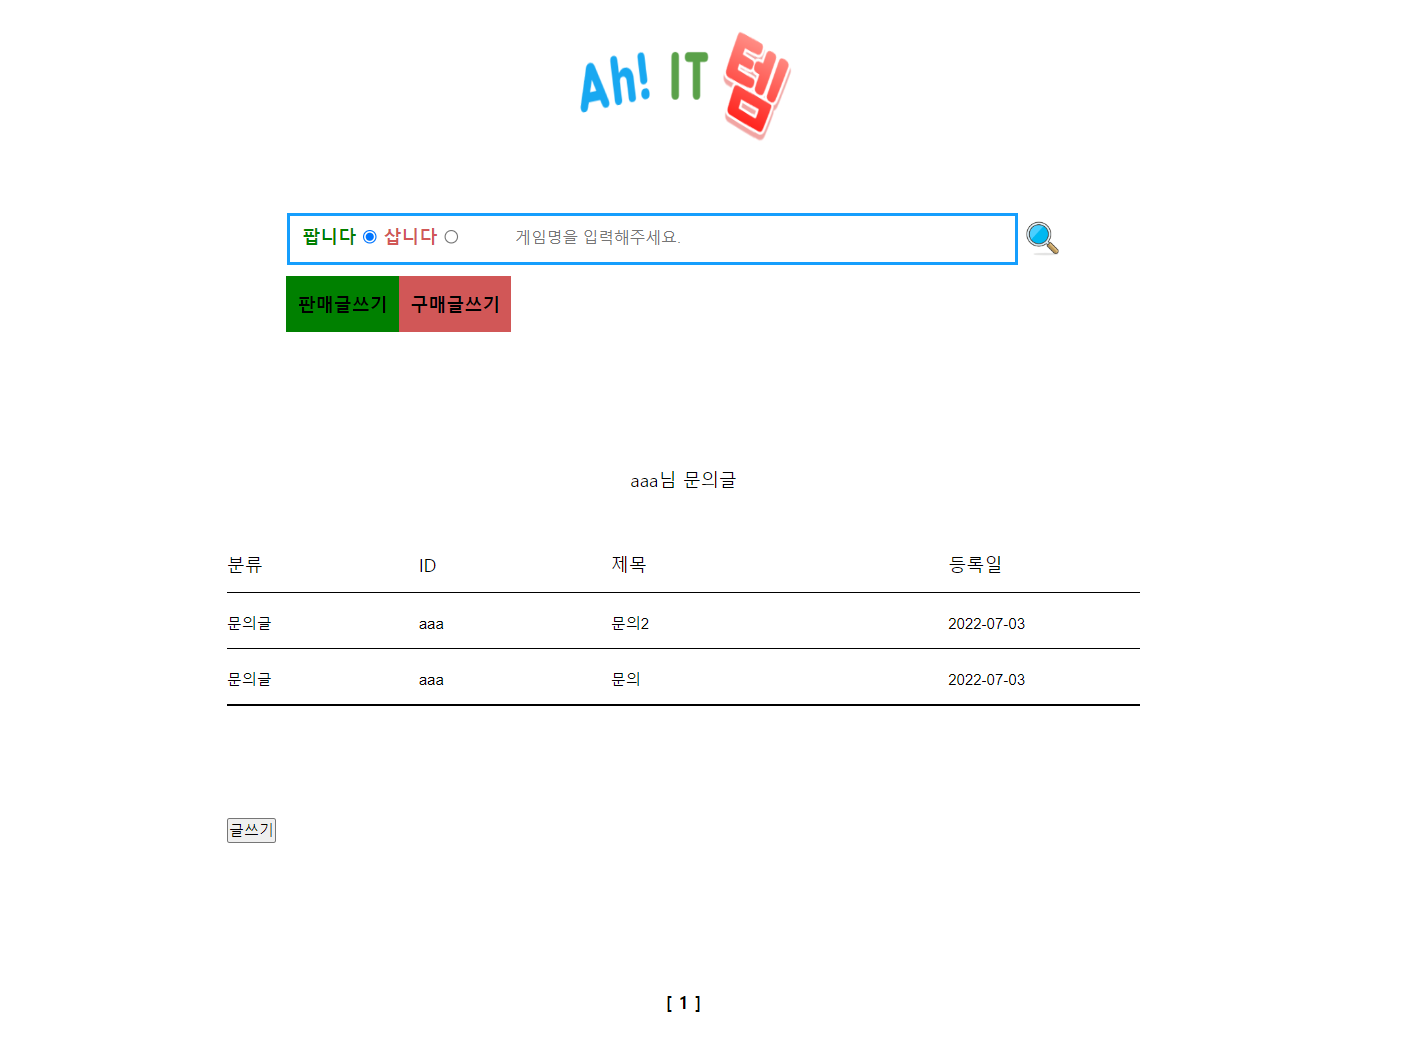 Ah! IT 템
팝니다 삽니다 게임명을 입력해주세요.
판매글쓰기 구매글쓰기
aaa님 문의글
분류 ID 제목 등록일
문의글 aaa 문의2 2022-07-03
문의글 aaa 문의 2022-07-03
글쓰기
[ 1 ]